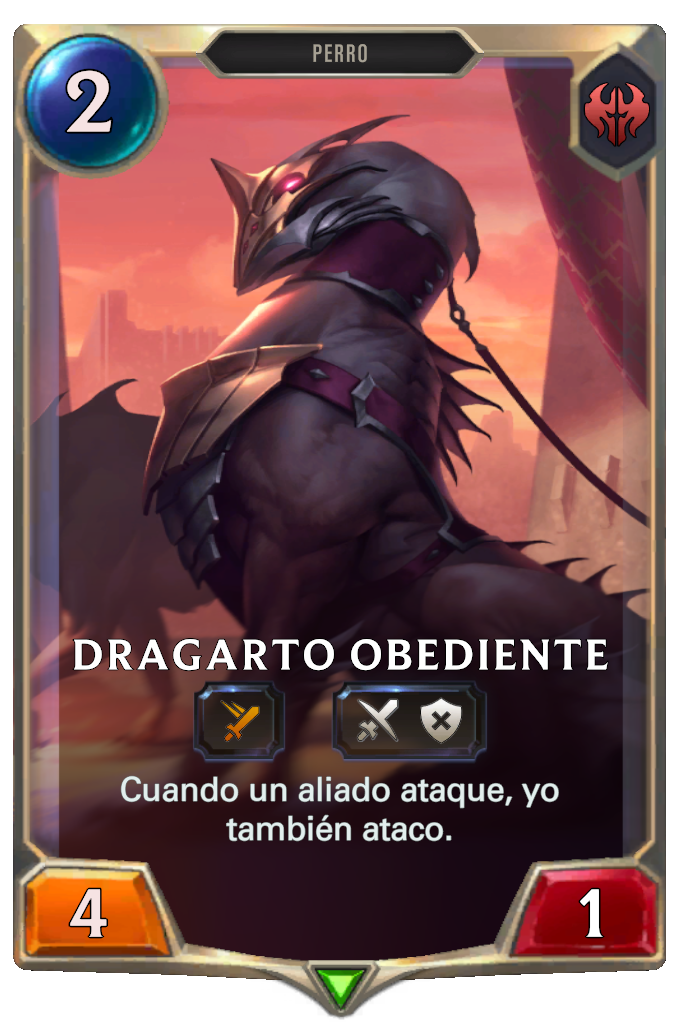 PERRO
2
DRAGARTO OBEDIENTE
Cuando un aliado ataque, yo
también ataco.
4
1